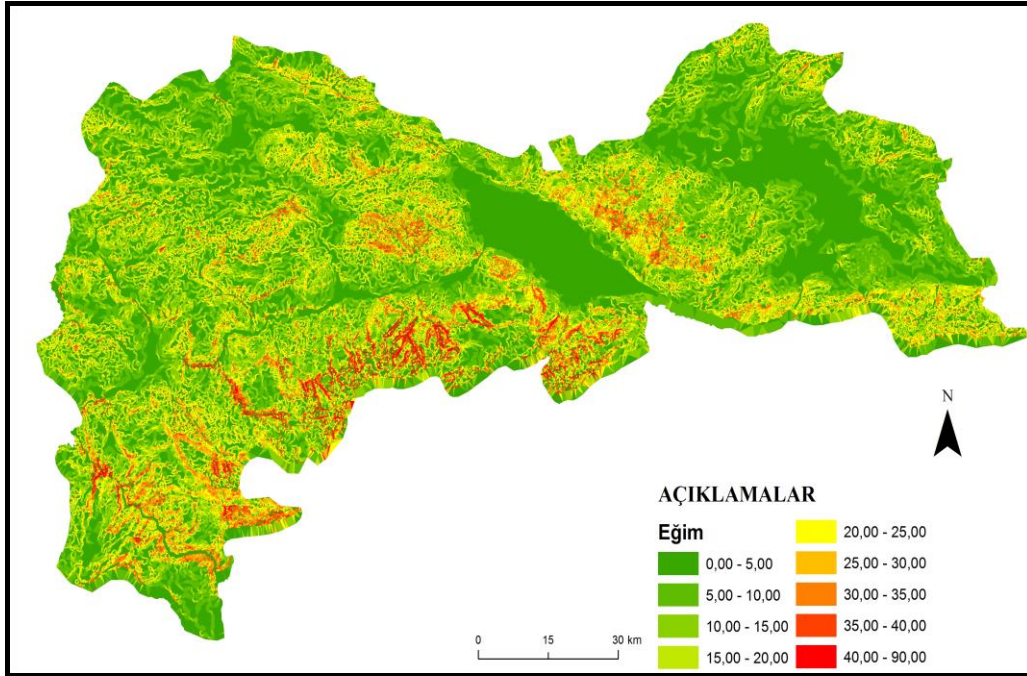 N
AÇIKLAMALAR
Eğim
0,00 - 5,00
5,00 - 10,00
10,00 - 15,00
15,00 - 20,00
20,00 - 25,00
25,00 - 30,00
30,00 - 35,00
35,00 - 40,00
40,00 - 90,00
0 15 30 km